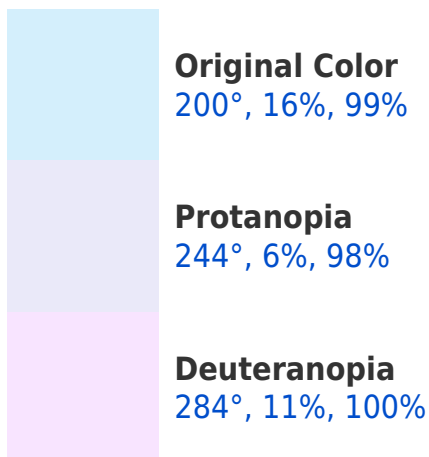 Original Color
200°, 16%, 99%
Protanopia
244°, 6%, 98%
Deuteranopia
284°, 11%, 100%